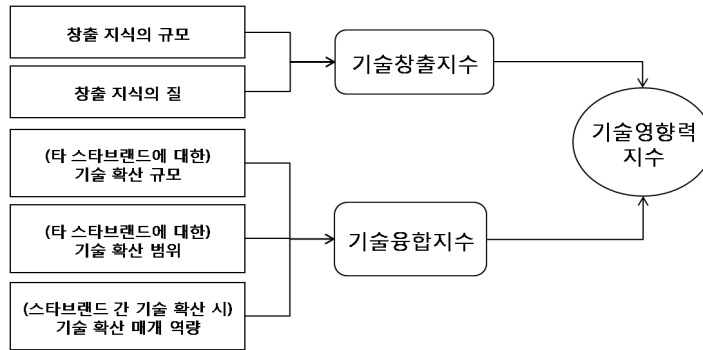 창출 지식의 규모
창출 지식의 질
(타 스타브랜드에 대한)
기술 확산 규모
(타 스타브랜드에 대한)
기술 확산 범위
(스타브랜드 간 기술 확산 시)
기술 확산 매개 역량
기술창출지수
기술융합지수
기술영향력
지수